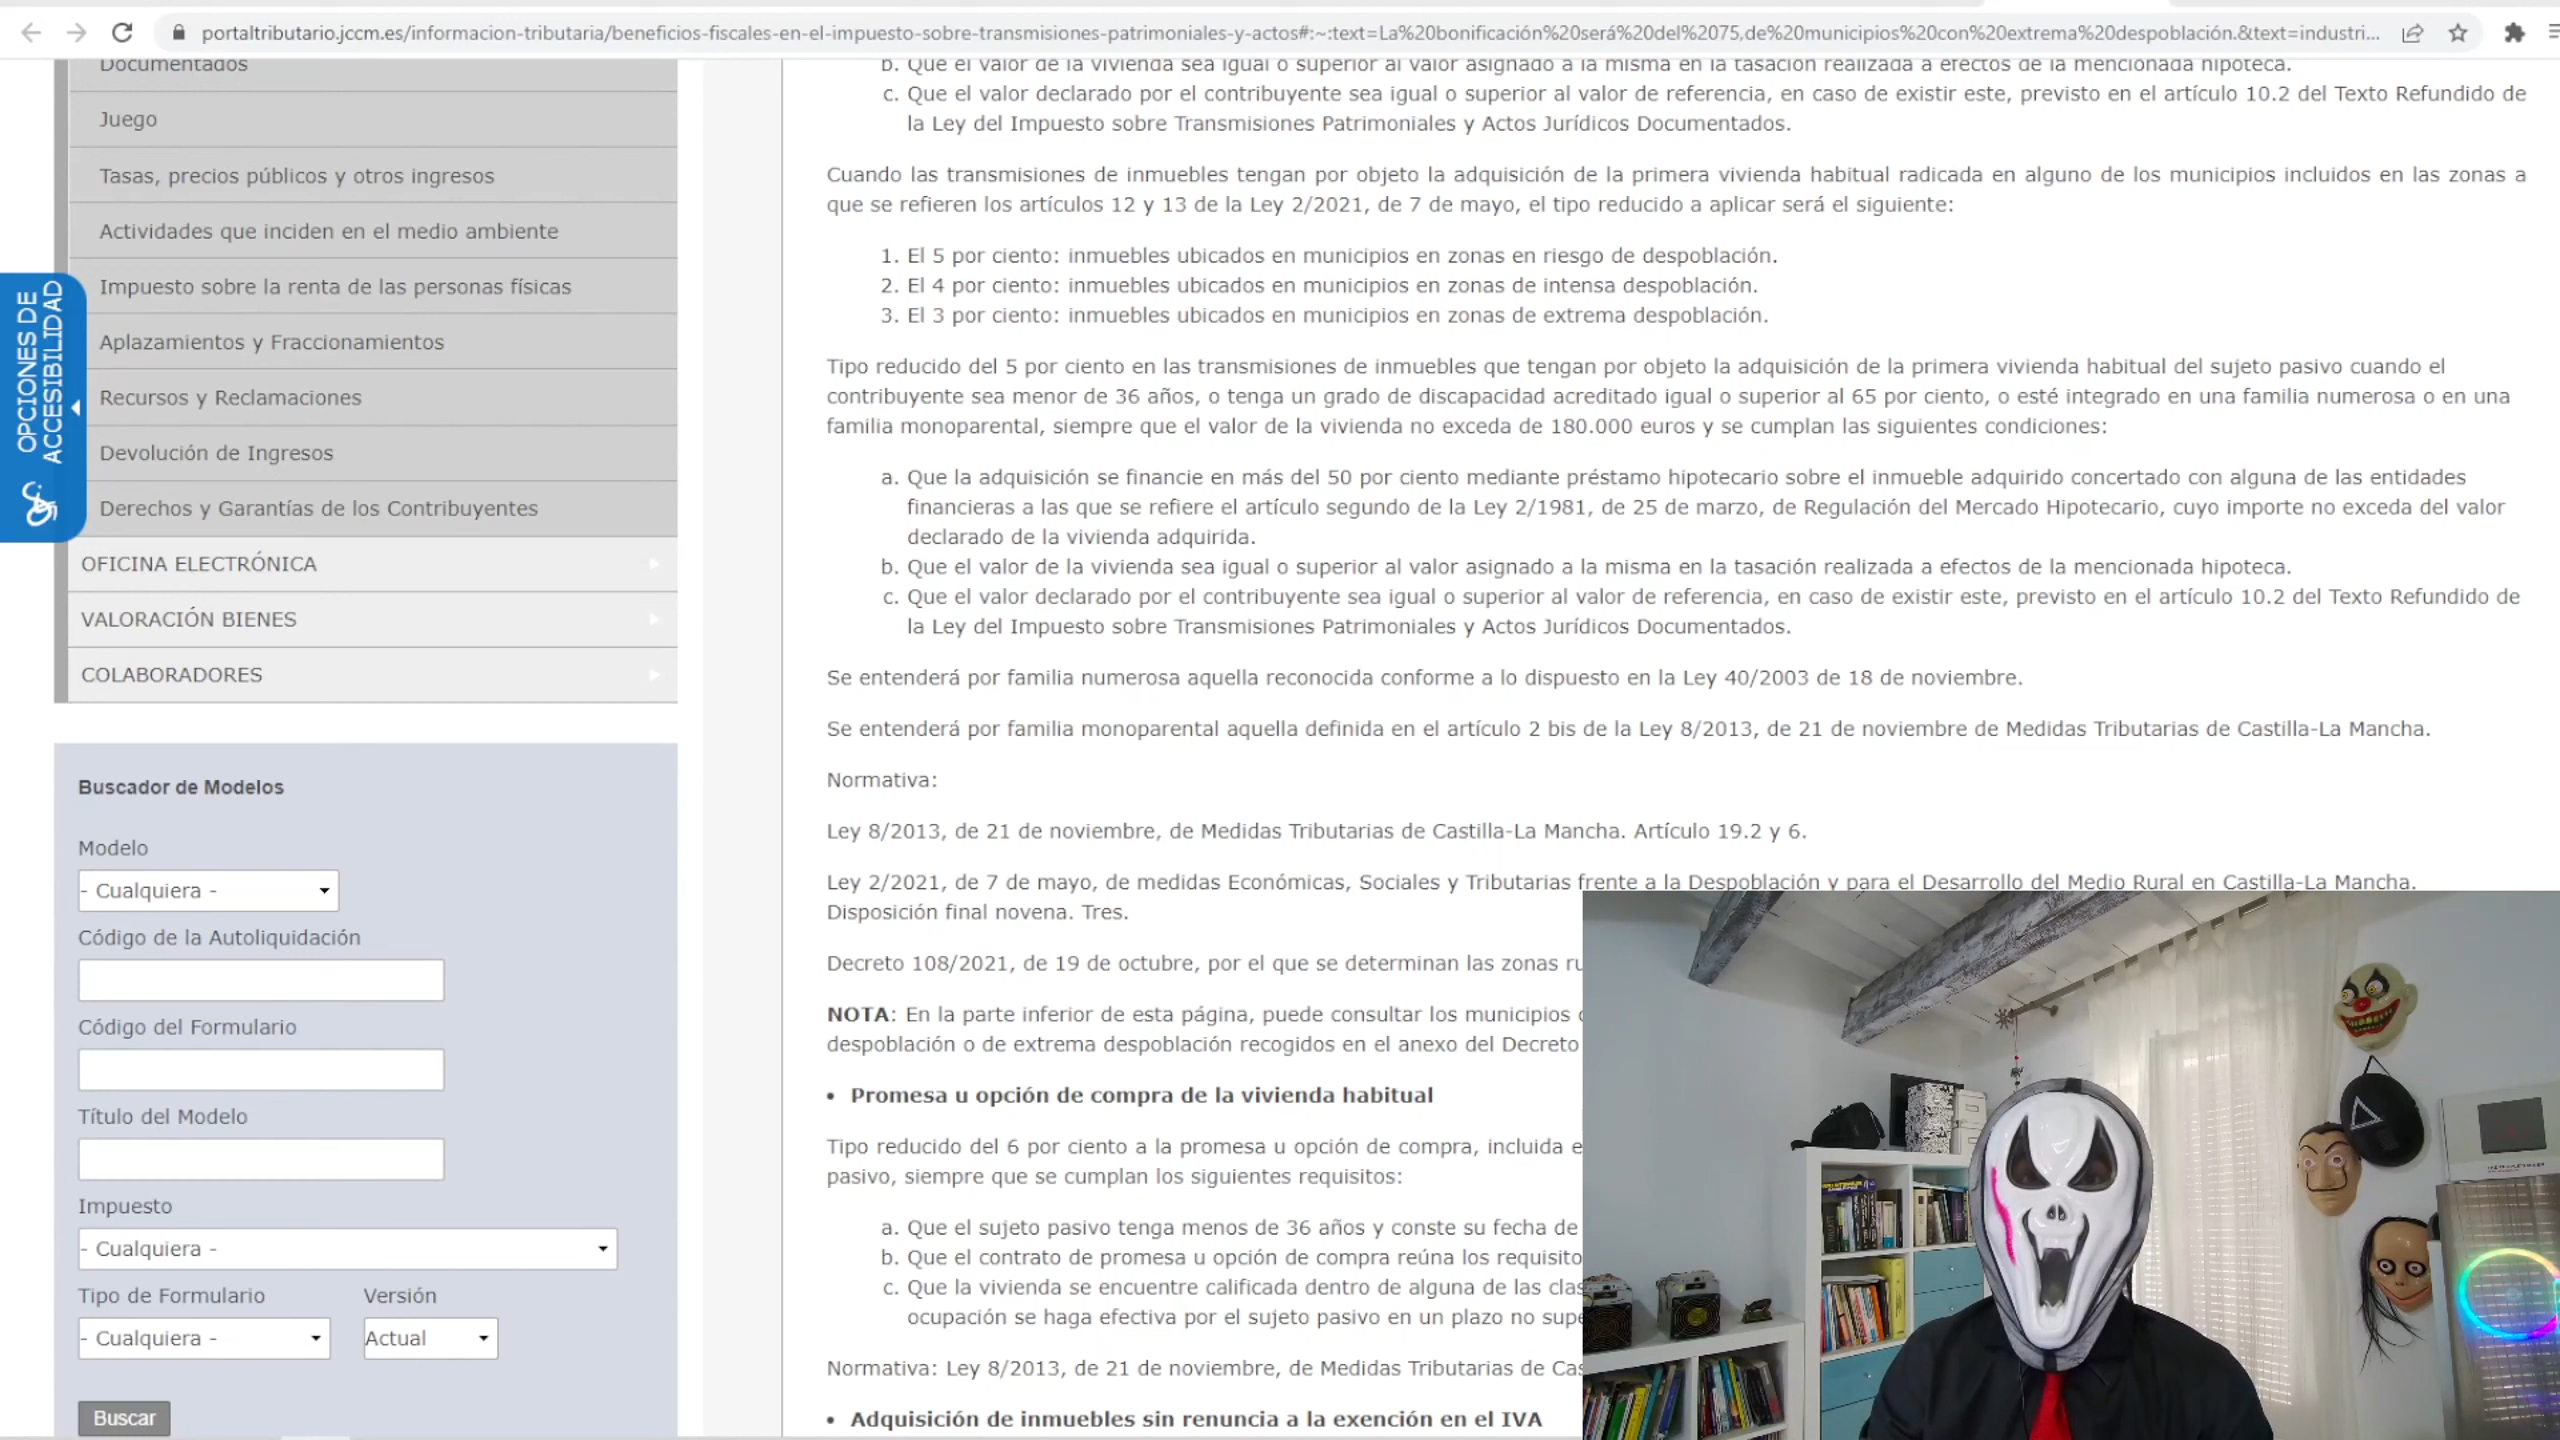 portaltributario.jccm.es/informacion-tributaria/beneficios-fiscales-en-el-impuesto-sobre-transmisiones-patrimoniales-y-actos#:~:text=La%20bonificación%20será%20del%2075,de%20municipios%20con%20extrema%20despoblación.&text=industri...
Documentados
Juego
Tasas, precios públicos y otros ingresos
Actividades que inciden en el medio ambiente
Impuesto sobre la renta de las personas físicas
Aplazamientos y Fraccionamientos
Recursos y Reclamaciones
Devolución de Ingresos
Derechos y Garantías de los Contribuyentes
OFICINA ELECTRÓNICA
VALORACIÓN BIENES
COLABORADORES
OPCIONES DE
ACCESIBILIDAD
Buscador de Modelos
Modelo
- Cualquiera -
Código de la Autoliquidación
Código del Formulario
Título del Modelo
Impuesto
- Cualquiera -
Tipo de Formulario Versión
- Cualquiera - Actual
Buscar
b. Que el valor de la vivienda sea igual o superior al valor asignado a la misma en la tasación realizada a efectos de la mencionada hipoteca.
c. Que el valor declarado por el contribuyente sea igual o superior al valor de referencia, en caso de existir este, previsto en el artículo 10.2 del Texto Refundido de
la Ley del Impuesto sobre Transmisiones Patrimoniales y Actos Jurídicos Documentados.
Cuando las transmisiones de inmuebles tengan por objeto la adquisición de la primera vivienda habitual radicada en alguno de los municipios incluidos en las zonas a
que se refieren los artículos 12 y 13 de la Ley 2/2021, de 7 de mayo, el tipo reducido a aplicar será el siguiente:
1. El 5 por ciento: inmuebles ubicados en municipios en zonas en riesgo de despoblación.
2. El 4 por ciento: inmuebles ubicados en municipios en zonas de intensa despoblación.
3. El 3 por ciento: inmuebles ubicados en municipios en zonas de extrema despoblación.
Tipo reducido del 5 por ciento en las transmisiones de inmuebles que tengan por objeto la adquisición de la primera vivienda habitual del sujeto pasivo cuando el
contribuyente sea menor de 36 años, o tenga un grado de discapacidad acreditado igual o superior al 65 por ciento, o esté integrado en una familia numerosa o en una
familia monoparental, siempre que el valor de la vivienda no exceda de 180.000 euros y se cumplan las siguientes condiciones:
a. Que la adquisición se financie en más del 50 por ciento mediante préstamo hipotecario sobre el inmueble adquirido concertado con alguna de las entidades
financieras a las que se refiere el artículo segundo de la Ley 2/1981, de 25 de marzo, de Regulación del Mercado Hipotecario, cuyo importe no exceda del valor
declarado de la vivienda adquirida.
b. Que el valor de la vivienda sea igual o superior al valor asignado a la misma en la tasación realizada a efectos de la mencionada hipoteca.
c. Que el valor declarado por el contribuyente sea igual o superior al valor de referencia, en caso de existir este, previsto en el artículo 10.2 del Texto Refundido de
la Ley del Impuesto sobre Transmisiones Patrimoniales y Actos Jurídicos Documentados.
Se entenderá por familia numerosa aquella reconocida conforme a lo dispuesto en la Ley 40/2003 de 18 de noviembre.
Se entenderá por familia monoparental aquella definida en el artículo 2 bis de la Ley 8/2013, de 21 de noviembre de Medidas Tributarias de Castilla-La Mancha.
Normativa:
Ley 8/2013, de 21 de noviembre, de Medidas Tributarias de Castilla-La Mancha. Artículo 19.2 y 6.
Ley 2/2021, de 7 de mayo, de medidas Económicas, Sociales y Tributarias frente a la Despoblación y para el Desarrollo del Medio Rural en Castilla-La Mancha.
Disposición final novena. Tres.
Decreto 108/2021, de 19 de octubre, por el que se determinan las zonas ru
NOTA: En la parte inferior de esta página, puede consultar los municipios
despoblación o de extrema despoblación recogidos en el anexo del Decreto
• Promesa u opción de compra de la vivienda habitual
Tipo reducido del 6 por ciento a la promesa u opción de compra, incluida e
pasivo, siempre que se cumplan los siguientes requisitos:
a. Que el sujeto pasivo tenga menos de 36 años y conste su fecha de
b. Que el contrato de promesa u opción de compra reúna los requisito
c. Que la vivienda se encuentre calificada dentro de alguna de las clas
ocupación se haga efectiva por el sujeto pasivo en un plazo no supe
Normativa: Ley 8/2013, de 21 de noviembre, de Medidas Tributarias de Cas
• Adquisición de inmuebles sin renuncia a la exención en el IVA